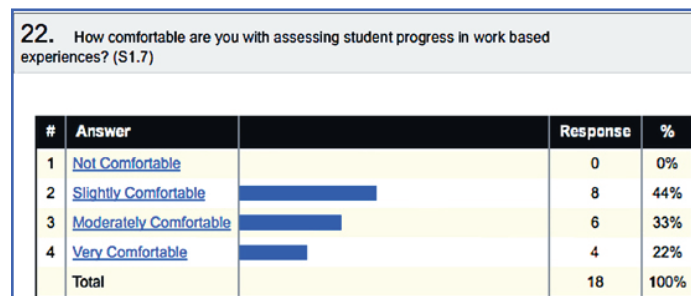 22. How comfortable are you with assessing student progress in work based
experiences? (S1.7)
# Answer Response %
1 Not Comfortable 0 0%
2 Slightly Comfortable 8 44%
3 Moderately Comfortable 6 33%
4 Very Comfortable 4 22%
Total 18 100%